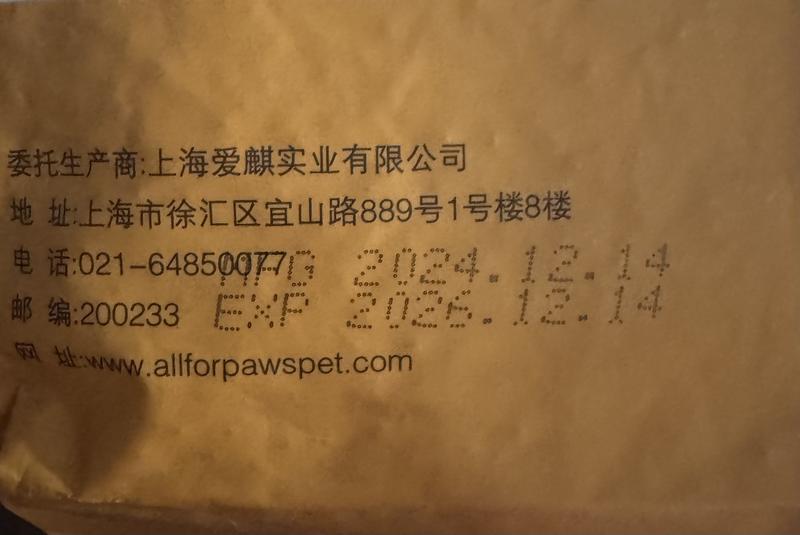 委托生产商:上海爱麒实业有限公司
地 址:上海市徐汇区宜山路889号1号楼8楼
电 话:021-64850077
MFG 2024.12.14
邮 编:200233
EXP 2026.12.14
网 址:www.allforpawspet.com